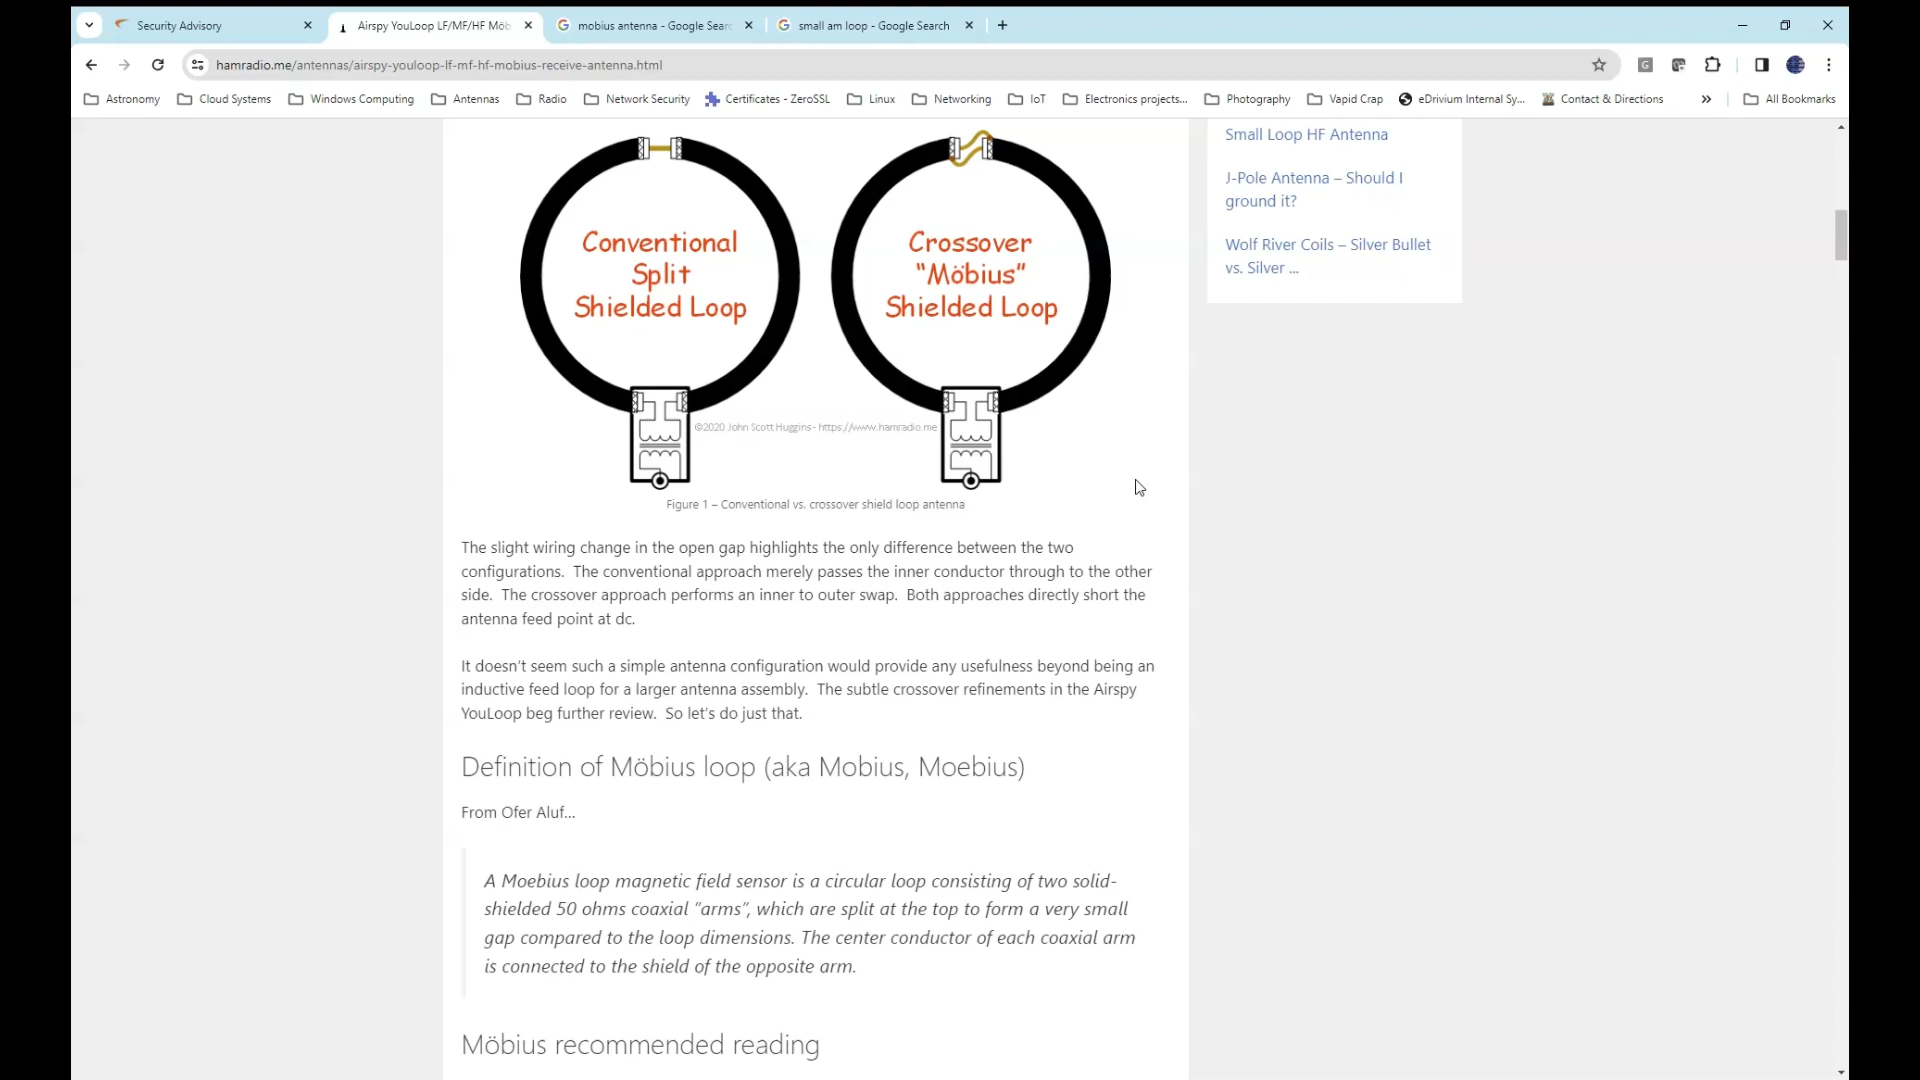 Security Advisory
Airspy YouLoop LF/MF/HF Möb
mobius antenna - Google Searc
small am loop - Google Search
hamradio.me/antennas/airspy-youloop-lf-mf-hf-mobius-receive-antenna.html
Astronomy
Cloud Systems
Windows Computing
Antennas
Radio
Network Security
Certificates - ZeroSSL
Linux
Networking
IoT
Electronics projects...
Photography
Vapid Crap
eDrivium Internal Sy...
Contact & Directions
»
All Bookmarks
Conventional
Split
Shielded Loop
Crossover
“Möbius”
Shielded Loop
©2020 John Scott Huggins- https://www.hamradio.me
Figure 1 – Conventional vs. crossover shield loop antenna
Small Loop HF Antenna
J-Pole Antenna – Should I
ground it?
Wolf River Coils – Silver Bullet
vs. Silver ...
The slight wiring change in the open gap highlights the only difference between the two
configurations.  The conventional approach merely passes the inner conductor through to the other
side.  The crossover approach performs an inner to outer swap.  Both approaches directly short the
antenna feed point at dc.
It doesn’t seem such a simple antenna configuration would provide any usefulness beyond being an
inductive feed loop for a larger antenna assembly.  The subtle crossover refinements in the Airspy
YouLoop beg further review.  So let’s do just that.
Definition of Möbius loop (aka Mobius, Moebius)
From Ofer Aluf...
A Moebius loop magnetic field sensor is a circular loop consisting of two solid-
shielded 50 ohms coaxial “arms”, which are split at the top to form a very small
gap compared to the loop dimensions. The center conductor of each coaxial arm
is connected to the shield of the opposite arm.
Möbius recommended reading